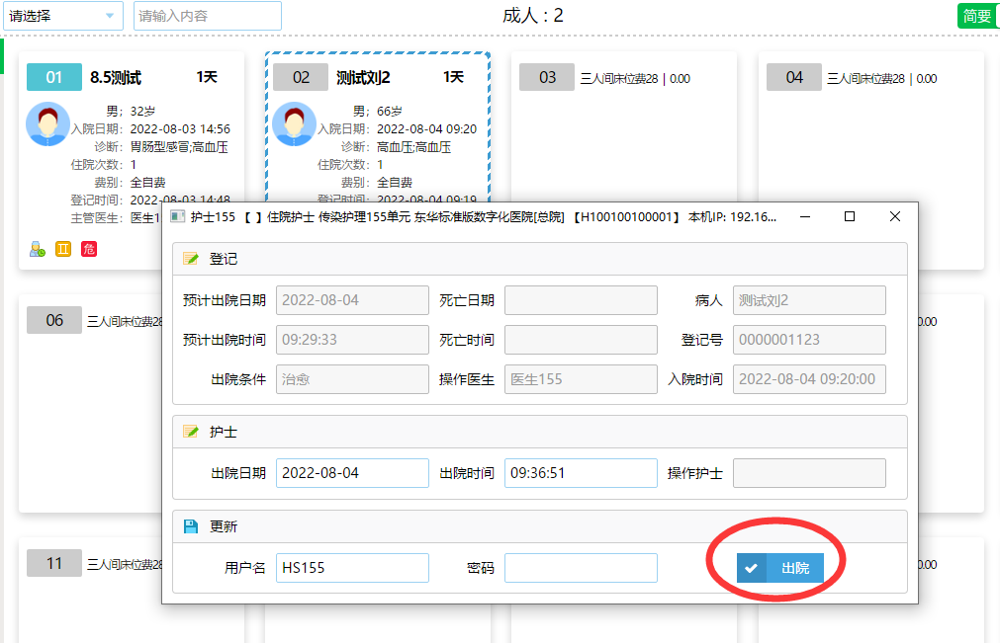 请选择
请输入内容
成人 : 2
简要
01 8.5测试 1天
男; 32岁
入院日期: 2022-08-03 14:56
诊断: 胃肠型感冒;高血压
住院次数: 1
费别: 全自费
登记时间: 2022-08-03 14:48
主管医生: 医生1
危
02 测试刘2 1天
男; 66岁
入院日期: 2022-08-04 09:20
诊断: 高血压;高血压
住院次数: 1
费别: 全自费
登记时间: 2022-08-04 09:19
03 三人间床位费28 | 0.00
04 三人间床位费28 | 0.00
06 三人间床位费28
0.00
11 三人间床位费28
0.00
护士155 【 】住院护士 传染护理155单元 东华标准版数字化医院[总院] 【H100100100001】 本机IP: 192.16...
登记
预计出院日期 2022-08-04 死亡日期 病人 测试刘2
预计出院时间 09:29:33 死亡时间 登记号 0000001123
出院条件 治愈 操作医生 医生155 入院时间 2022-08-04 09:20:00
护士
出院日期 2022-08-04 出院时间 09:36:51 操作护士
更新
用户名 HS155 密码 出院